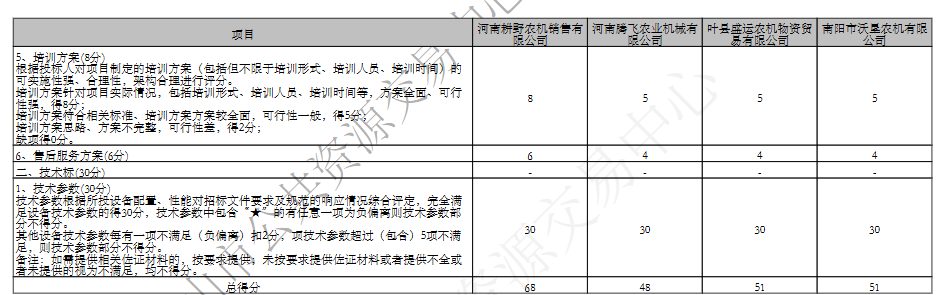 项目 河南耕野农机销售有限公司 河南腾飞农业机械有限公司 叶县盛运农机物资贸易有限公司 南阳市沃垦农机有限公司
5、培训方案(8分)
根据投标人对项目制定的培训方案（包括但不限于培训形式、培训人员、培训时间）的
可实施性强、合理性，架构合理进行评分。
培训方案针对项目实际情况，包括培训形式、培训人员、培训时间等，方案全面、可行
性强，得8分；
培训方案符合相关标准、培训方案方案较全面，可行性一般，得5分；
培训方案思路、方案不完整，可行性差，得2分；
缺项得0分。
8 5 5 5
6、售后服务方案(6分) 6 4 4 4
二、技术标(30分) - - - -
1、技术参数(30分)
技术参数根据所投设备配置、性能对招标文件要求及规范的响应情况综合评定，完全满
足设备技术参数的得30分，技术参数中包含“★”的有任意一项为负偏离则技术参数部
分不得分。
其他设备技术参数每有一项不满足（负偏离）扣2分，项技术参数超过（包含）5项不满
足，则技术参数部分不得分。
备注：如需提供相关佐证材料的，按要求提供；未按要求提供佐证材料或者提供不全或
者未提供的视为不满足，均不得分。
30 30 30 30
总得分 68 48 51 51
山市公共资源交易中心
资源交易中心